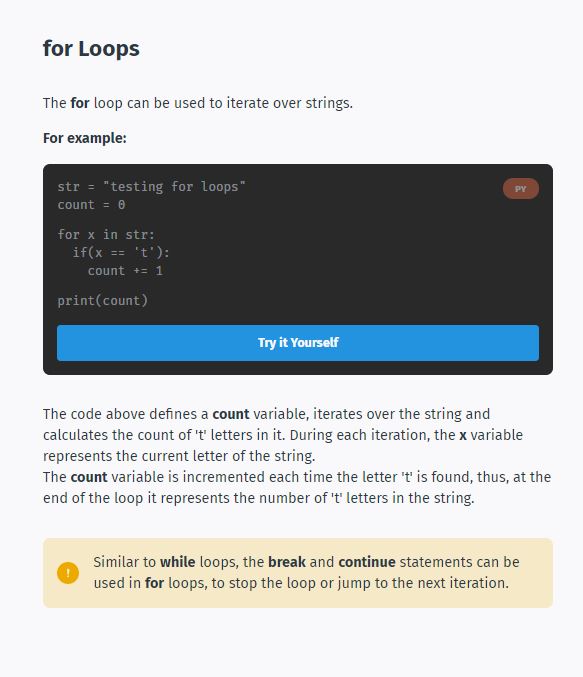 for Loops
The for loop can be used to iterate over strings.
For example:
str = "testing for loops"
PY
count = 0
for x in str:
  if(x == 't'):
    count += 1
print(count)
Try it Yourself
The code above defines a count variable, iterates over the string and
calculates the count of 't' letters in it. During each iteration, the x variable
represents the current letter of the string.
The count variable is incremented each time the letter 't' is found, thus, at the
end of the loop it represents the number of 't' letters in the string.
!
Similar to while loops, the break and continue statements can be
used in for loops, to stop the loop or jump to the next iteration.